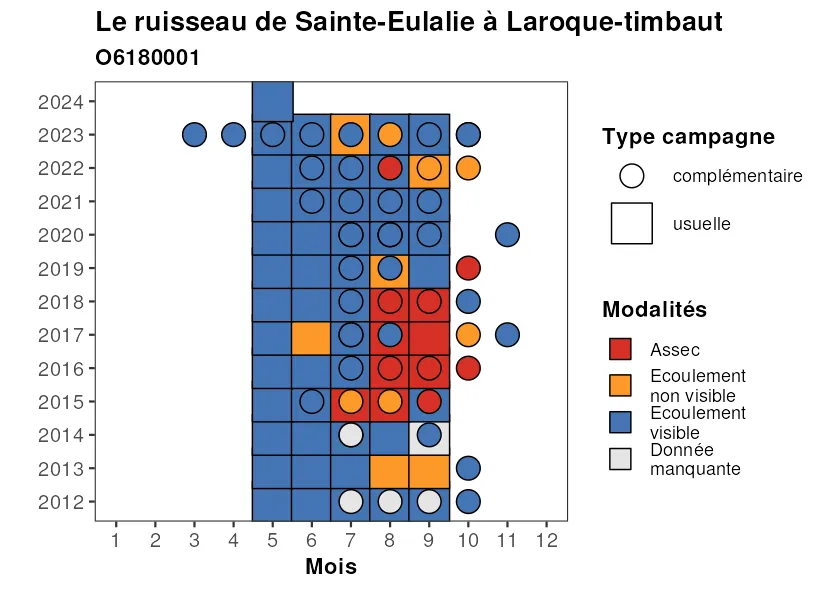 Le ruisseau de Sainte-Eulalie à Laroque-timbaut
O6180001
2024
2023
2022
2021
2020
2019
2018
2017
2016
2015
2014
2013
2012
1 2 3 4 5 6 7 8 9 10 11 12
Mois
Type campagne
complémentaire
usuelle
Modalités
Assec
Ecoulement
non visible
Ecoulement
visible
Donnée
manquante